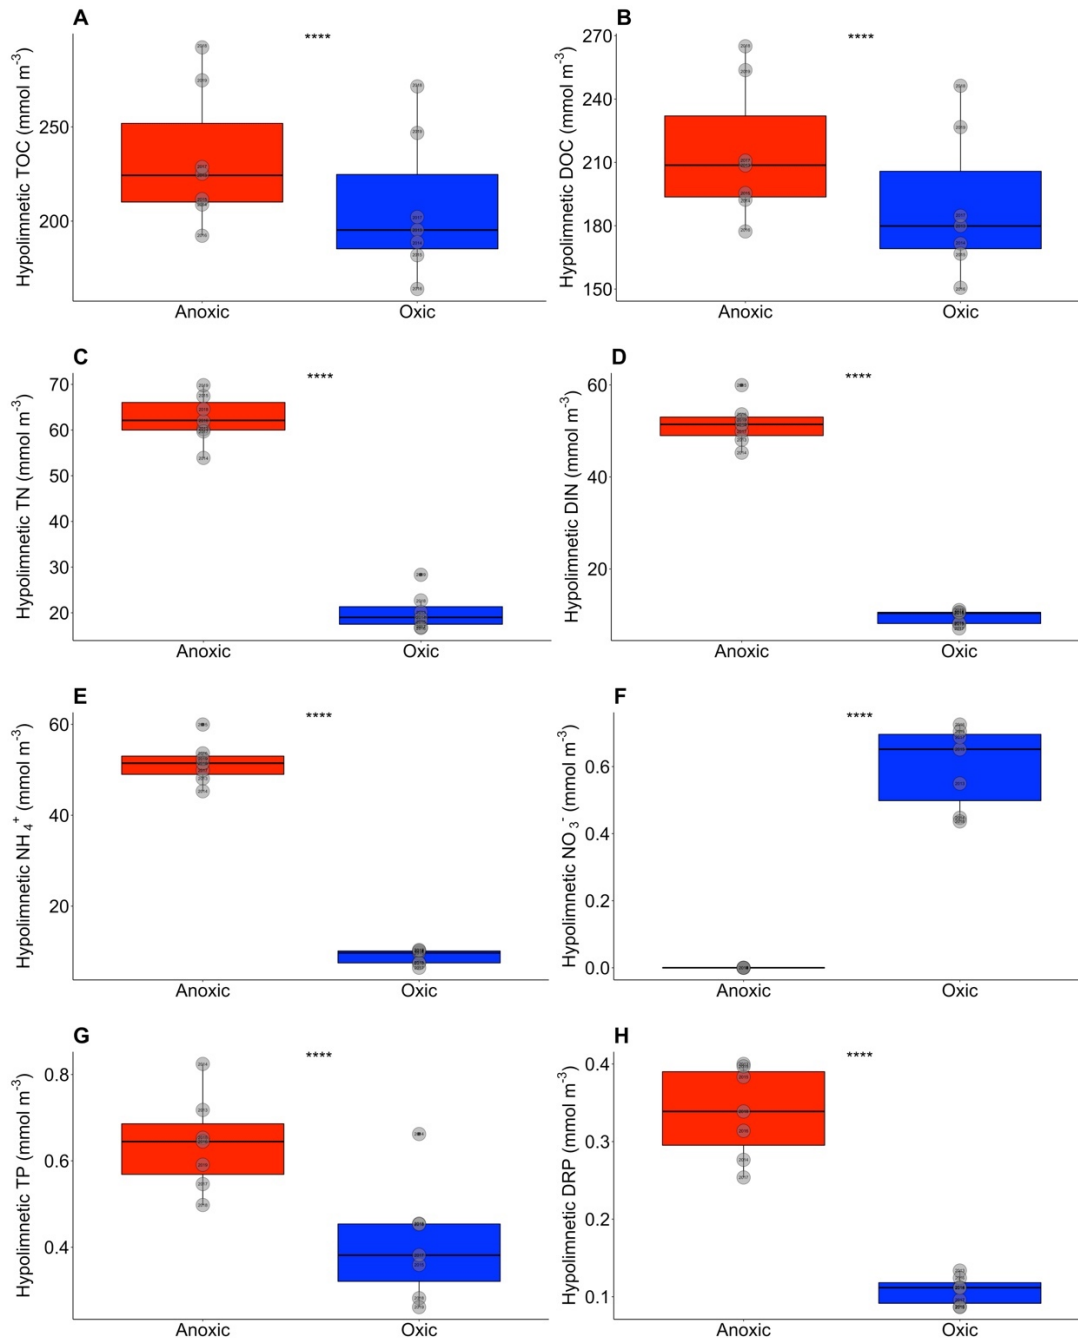 A
****
Hypolimnetic TOC (mmol m⁻³)
250
200
Anoxic
Oxic
B
****
Hypolimnetic DOC (mmol m⁻³)
270
240
210
180
150
Anoxic
Oxic
C
****
Hypolimnetic TN (mmol m⁻³)
70
60
50
40
30
20
Anoxic
Oxic
D
****
Hypolimnetic DIN (mmol m⁻³)
60
40
20
Anoxic
Oxic
E
****
Hypolimnetic NH₄⁺ (mmol m⁻³)
60
40
20
Anoxic
Oxic
F
****
Hypolimnetic NO₃⁻ (mmol m⁻³)
0.6
0.4
0.2
0.0
Anoxic
Oxic
G
****
Hypolimnetic TP (mmol m⁻³)
0.8
0.6
0.4
Anoxic
Oxic
H
****
Hypolimnetic DRP (mmol m⁻³)
0.4
0.3
0.2
0.1
Anoxic
Oxic